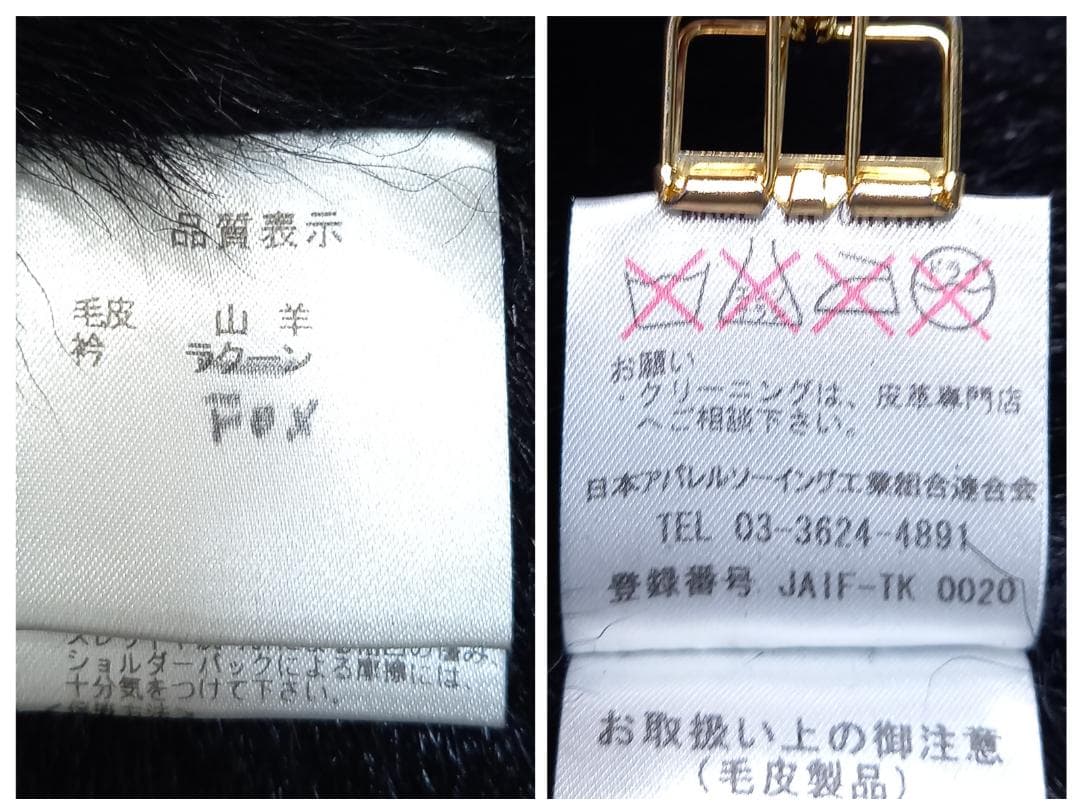 品質表示
毛皮 山羊
衿 ラクーン
Fox
ショルダーバックによる摩擦には、
十分気をつけて下さい。
お願い
・クリーニングは、皮革専門店
へご相談下さい。
日本アパレルソーイング工業組合連合会
TEL 03-3624-4891
登録番号 JAIF-TK 0020
お取扱い上の御注意
(毛皮製品)